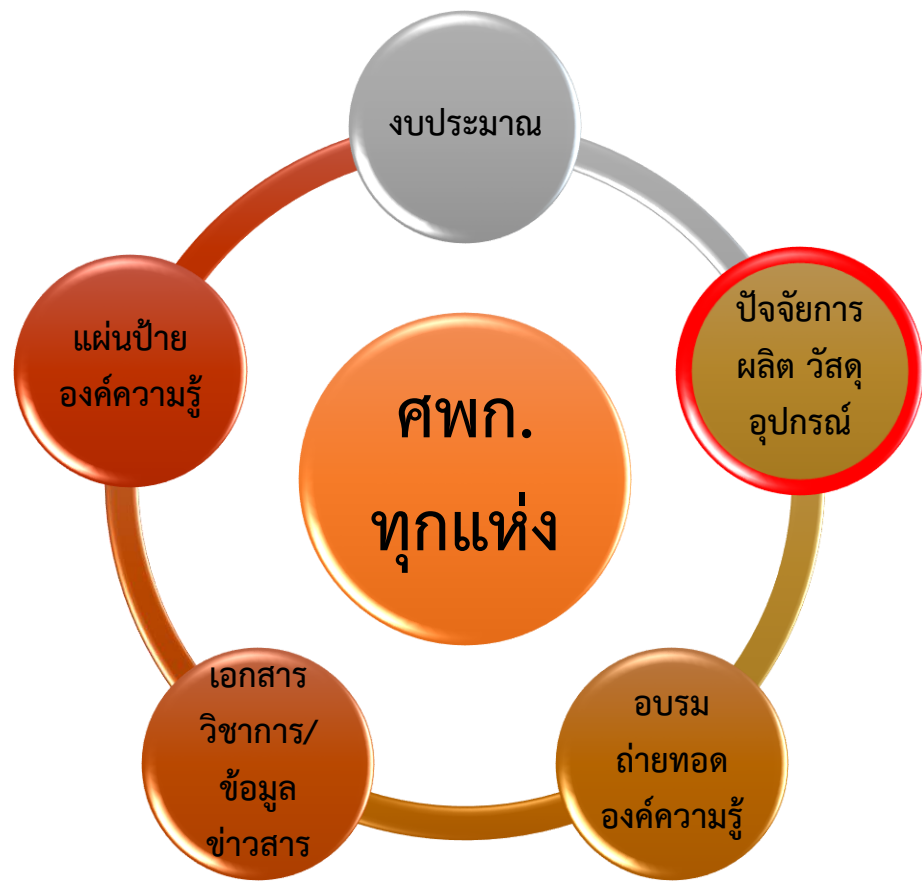 งบประมาณ
ปัจจัยการ
ผลิต วัสดุ
อุปกรณ์
อบรม
ถ่ายทอด
องค์ความรู้
เอกสาร
วิชาการ/
ข้อมูล
ข่าวสาร
แผ่นป้าย
องค์ความรู้
ศพก.
ทุกแห่ง